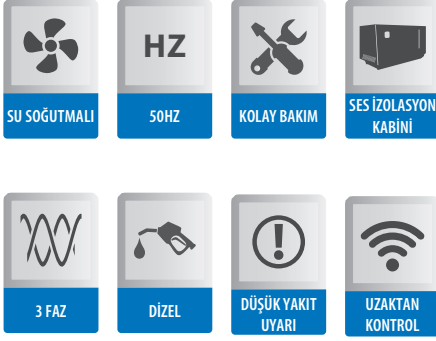 HZ
SU SOĞUTMALI
50HZ
KOLAY BAKIM
SES İZOLASYON
KABİNİ
3 FAZ
DİZEL
DÜŞÜK YAKIT
UYARI
UZAKTAN
KONTROL